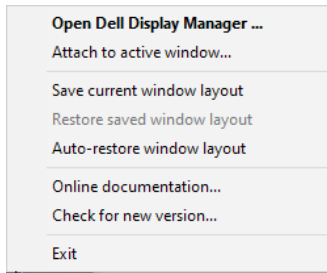 Open Dell Display Manager ...
Attach to active window...
Save current window layout
Restore saved window layout
Auto-restore window layout
Online documentation...
Check for new version...
Exit